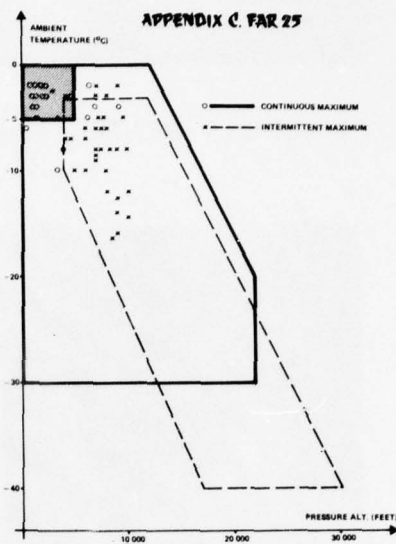 APPENDIX C. FAR 25
AMBIENT
TEMPERATURE (°C)
0
-5
-10
-20
-30
-40
○ CONTINUOUS MAXIMUM
× INTERMITTENT MAXIMUM
PRESSURE ALT. (FEET)
10 000
20 000
30 000